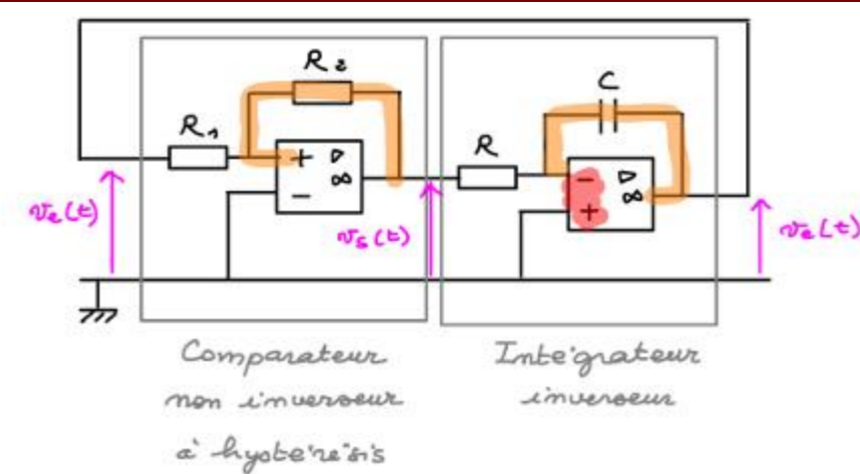 R₂
C
R₁
+
▷
∞
−
R
−
▷
∞
+
ve(t)
vs(t)
ve(t)
Comparateur
non inverseur
à hystérésis
Intégrateur
inverseur